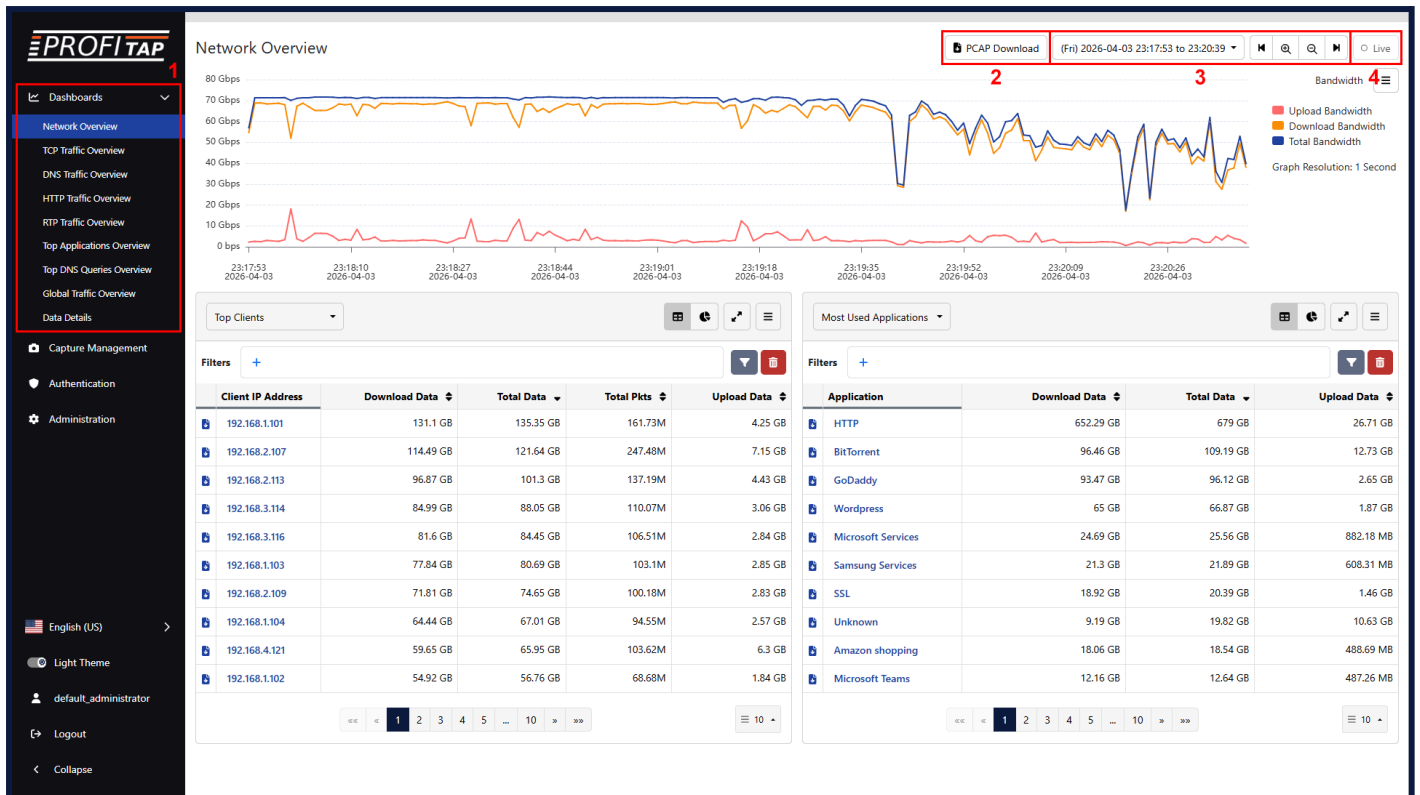 PROFITAP
1
Dashboards
Network Overview
TCP Traffic Overview
DNS Traffic Overview
HTTP Traffic Overview
RTP Traffic Overview
Top Applications Overview
Top DNS Queries Overview
Global Traffic Overview
Data Details
Capture Management
Authentication
Administration
English (US)
Light Theme
default_administrator
Logout
Collapse
Network Overview
PCAP Download
(Fri) 2026-04-03 23:17:53 to 23:20:39
Live
2
3
4
Bandwidth
80 Gbps
70 Gbps
60 Gbps
50 Gbps
40 Gbps
30 Gbps
20 Gbps
10 Gbps
0 bps
Upload Bandwidth
Download Bandwidth
Total Bandwidth
Graph Resolution: 1 Second
23:17:53 23:18:10 23:18:27 23:18:44 23:19:01 23:19:18 23:19:35 23:19:52 23:20:09 23:20:26
2026-04-03 2026-04-03 2026-04-03 2026-04-03 2026-04-03 2026-04-03 2026-04-03 2026-04-03 2026-04-03 2026-04-03
Top Clients
Filters +
Client IP Address Download Data Total Data Total Pkts Upload Data
192.168.1.101 131.1 GB 135.35 GB 161.73M 4.25 GB
192.168.2.107 114.49 GB 121.64 GB 247.48M 7.15 GB
192.168.2.113 96.87 GB 101.3 GB 137.19M 4.43 GB
192.168.3.114 84.99 GB 88.05 GB 110.07M 3.06 GB
192.168.3.116 81.6 GB 84.45 GB 106.51M 2.84 GB
192.168.1.103 77.84 GB 80.69 GB 103.1M 2.85 GB
192.168.2.109 71.81 GB 74.65 GB 100.18M 2.83 GB
192.168.1.104 64.44 GB 67.01 GB 94.55M 2.57 GB
192.168.4.121 59.65 GB 65.95 GB 103.62M 6.3 GB
192.168.1.102 54.92 GB 56.76 GB 68.68M 1.84 GB
«« « 1 2 3 4 5 ... 10 » »»
10
Most Used Applications
Filters +
Application Download Data Total Data Upload Data
HTTP 652.29 GB 679 GB 26.71 GB
BitTorrent 96.46 GB 109.19 GB 12.73 GB
GoDaddy 93.47 GB 96.12 GB 2.65 GB
Wordpress 65 GB 66.87 GB 1.87 GB
Microsoft Services 24.69 GB 25.56 GB 882.18 MB
Samsung Services 21.3 GB 21.89 GB 608.31 MB
SSL 18.92 GB 20.39 GB 1.46 GB
Unknown 9.19 GB 19.82 GB 10.63 GB
Amazon shopping 18.06 GB 18.54 GB 488.69 MB
Microsoft Teams 12.16 GB 12.64 GB 487.26 MB
«« « 1 2 3 4 5 ... 10 » »»
10